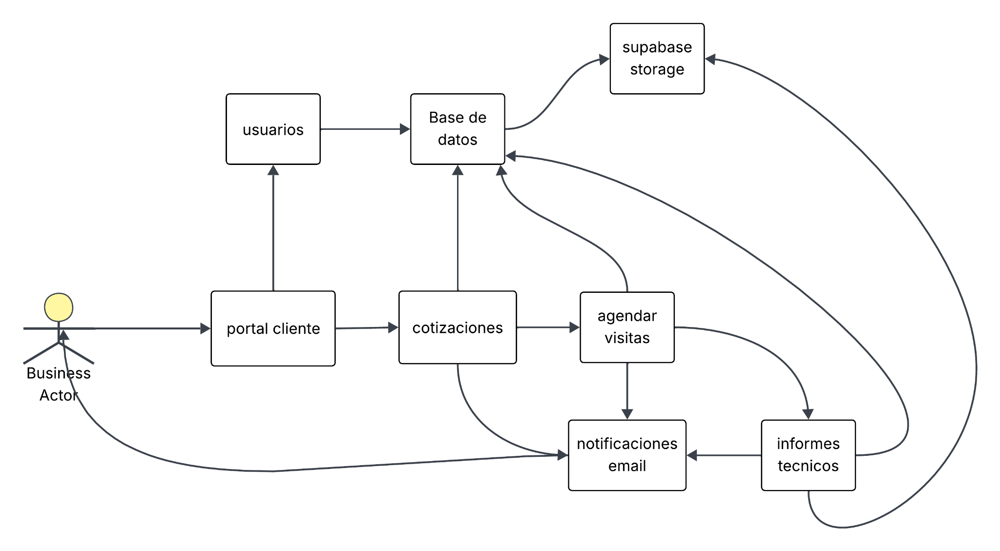 supabase
storage
usuarios
Base de
datos
portal cliente
cotizaciones
agendar
visitas
Business
Actor
notificaciones
email
informes
tecnicos